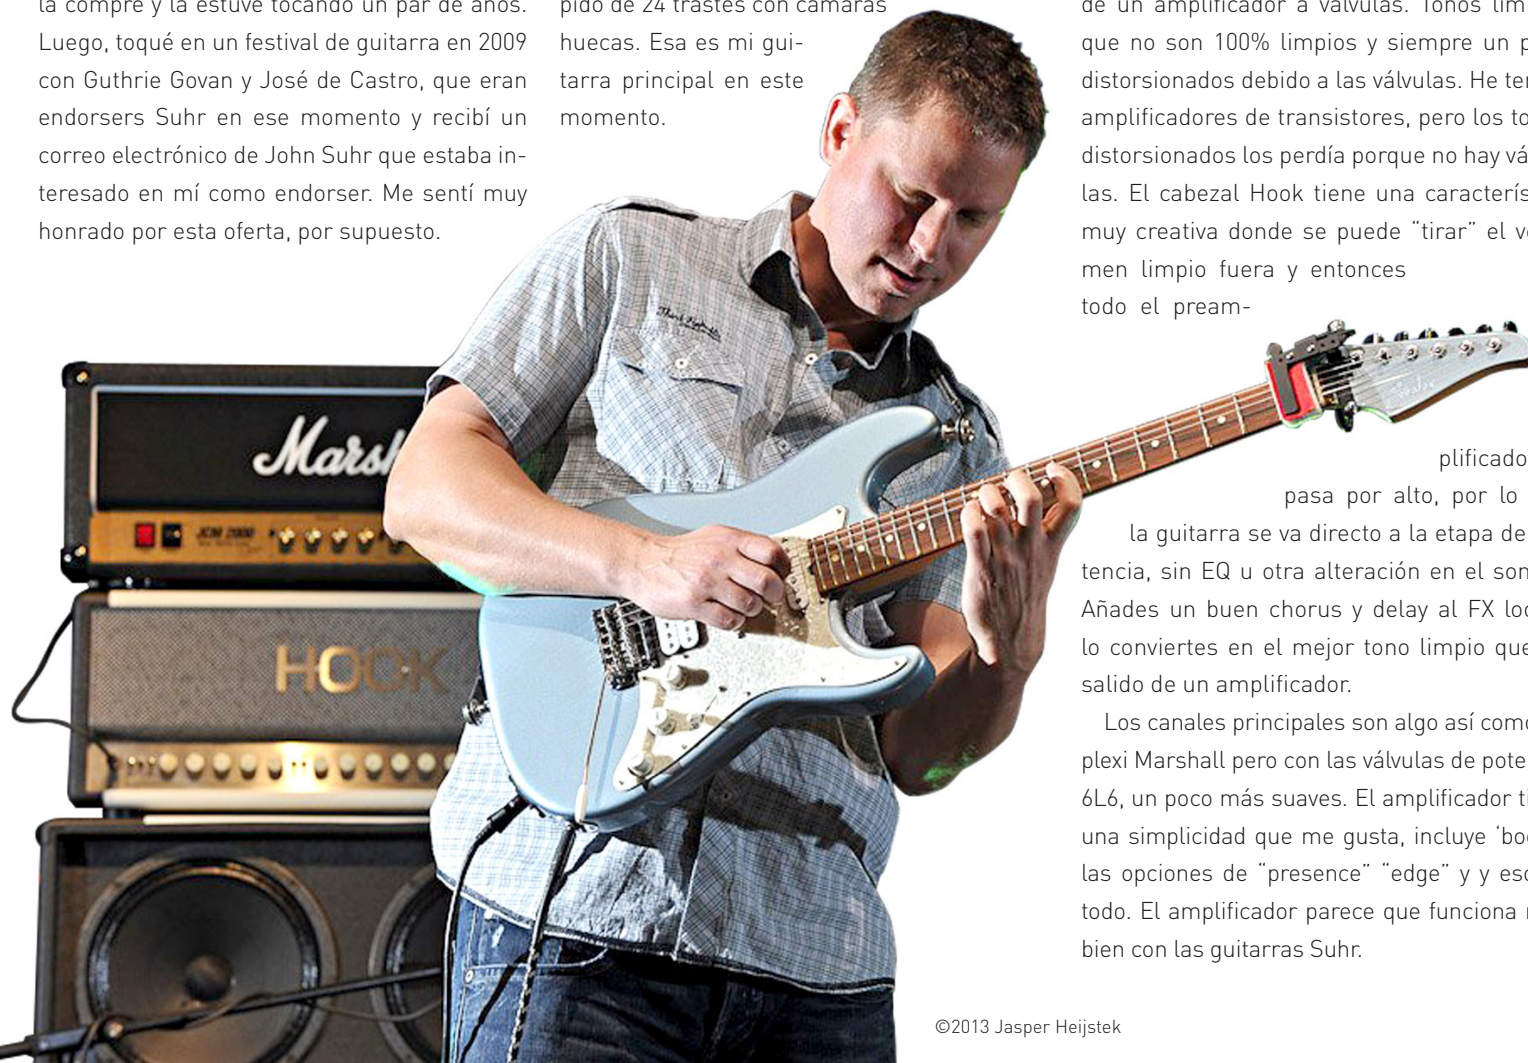 la compré y la estuve tocando un par de años.
Luego, toqué en un festival de guitarra en 2009
con Guthrie Govan y José de Castro, que eran
endorsers Suhr en ese momento y recibí un
correo electrónico de John Suhr que estaba in-
teresado en mí como endorser. Me sentí muy
honrado por esta oferta, por supuesto.
pido de 24 trastes con cámaras
huecas. Esa es mi gui-
tarra principal en este
momento.
de un amplificador a válvulas. Tonos lim
que no son 100% limpios y siempre un p
distorsionados debido a las válvulas. He ten
amplificadores de transistores, pero los to
distorsionados los perdía porque no hay vá
las. El cabezal Hook tiene una caracterís
muy creativa donde se puede “tirar” el vo
men limpio fuera y entonces
todo el pream-
plificado
pasa por alto, por lo
la guitarra se va directo a la etapa de
tencia, sin EQ u otra alteración en el son
Añades un buen chorus y delay al FX loo
lo conviertes en el mejor tono limpio que
salido de un amplificador.
Los canales principales son algo así como
plexi Marshall pero con las válvulas de pote
6L6, un poco más suaves. El amplificador ti
una simplicidad que me gusta, incluye ‘boo
las opciones de “presence” “edge” y y eso
todo. El amplificador parece que funciona m
bien con las guitarras Suhr.
Marsh
JCM 2000
HOOK
©2013 Jasper Heijstek